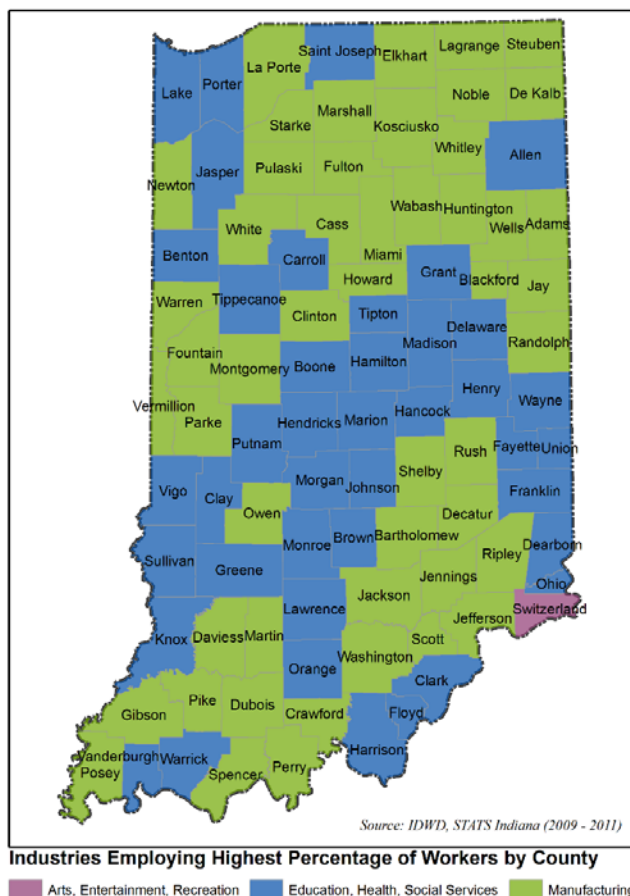 Saint Joseph
Elkhart
Lagrange
Steuben
La Porte
Porter
Lake
Noble
De Kalb
Marshall
Kosciusko
Starke
Whitley
Allen
Jasper
Pulaski
Fulton
Newton
Wabash
Huntington
Adams
Wells
White
Cass
Miami
Benton
Carroll
Grant
Howard
Blackford
Jay
Warren
Tippecanoe
Tipton
Clinton
Delaware
Madison
Randolph
Fountain
Boone
Hamilton
Montgomery
Henry
Wayne
Vermillion
Hancock
Parke
Hendricks
Marion
Putnam
Rush
Fayette
Union
Shelby
Morgan
Johnson
Vigo
Clay
Franklin
Owen
Decatur
Bartholomew
Monroe
Brown
Sullivan
Dearborn
Ripley
Greene
Jennings
Ohio
Jackson
Lawrence
Switzerland
Jefferson
Knox
Daviess
Martin
Scott
Washington
Orange
Clark
Pike
Dubois
Gibson
Crawford
Floyd
Harrison
Vanderburgh
Warrick
Posey
Spencer
Perry
Source: IDWD, STATS Indiana (2009 - 2011)
Industries Employing Highest Percentage of Workers by County
Arts, Entertainment, Recreation
Education, Health, Social Services
Manufacturing